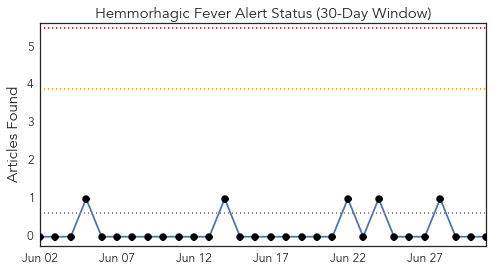 Hemmorhagic Fever Alert Status (30-Day Window)
Articles Found
5
4
3
2
1
0
Jun 02 Jun 07 Jun 12 Jun 17 Jun 22 Jun 27